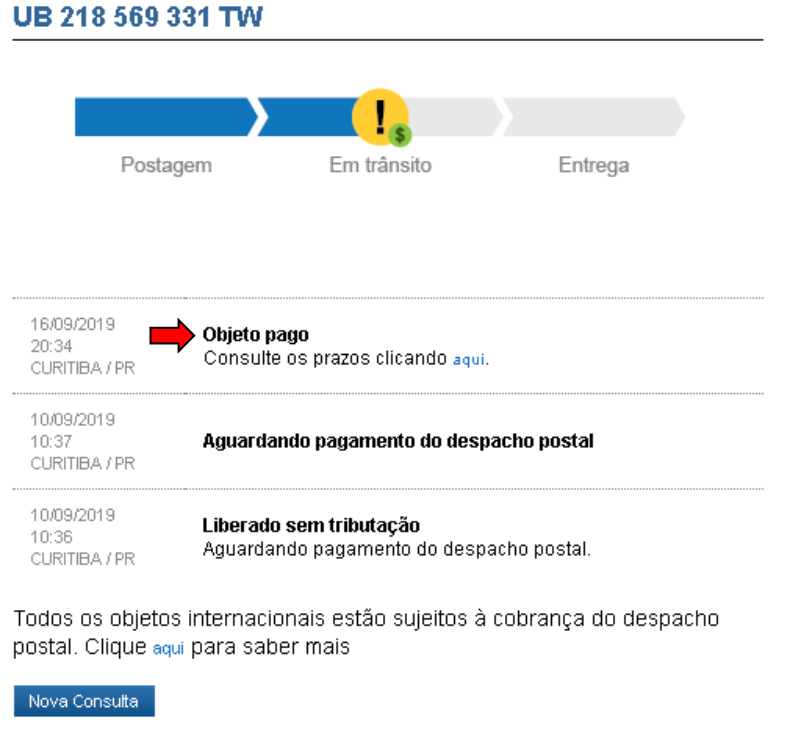 UB 218 569 331 TW
!
$
Postagem
Em trânsito
Entrega
16/09/2019
20:34
CURITIBA / PR
Objeto pago
Consulte os prazos clicando aqui.
10/09/2019
10:37
CURITIBA / PR
Aguardando pagamento do despacho postal
10/09/2019
10:36
CURITIBA / PR
Liberado sem tributação
Aguardando pagamento do despacho postal.
Todos os objetos internacionais estão sujeitos à cobrança do despacho
postal. Clique aqui para saber mais
Nova Consulta